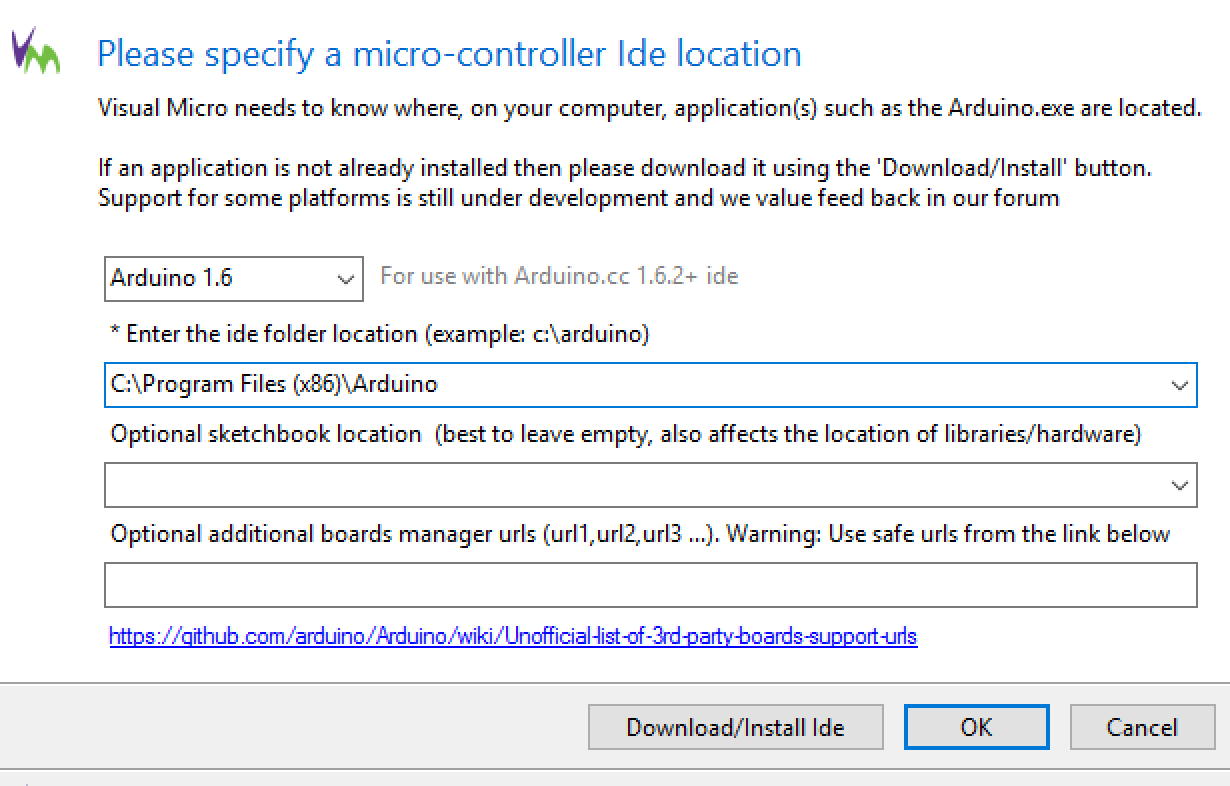 Please specify a micro-controller Ide location
Visual Micro needs to know where, on your computer, application(s) such as the Arduino.exe are located.
If an application is not already installed then please download it using the 'Download/Install' button.
Support for some platforms is still under development and we value feed back in our forum
Arduino 1.6 For use with Arduino.cc 1.6.2+ ide
* Enter the ide folder location (example: c:\arduino)
C:\Program Files (x86)\Arduino
Optional sketchbook location  (best to leave empty, also affects the location of libraries/hardware)
Optional additional boards manager urls (url1,url2,url3 ...). Warning: Use safe urls from the link below
https://github.com/arduino/Arduino/wiki/Unofficial-list-of-3rd-party-boards-support-urls
Download/Install Ide OK Cancel